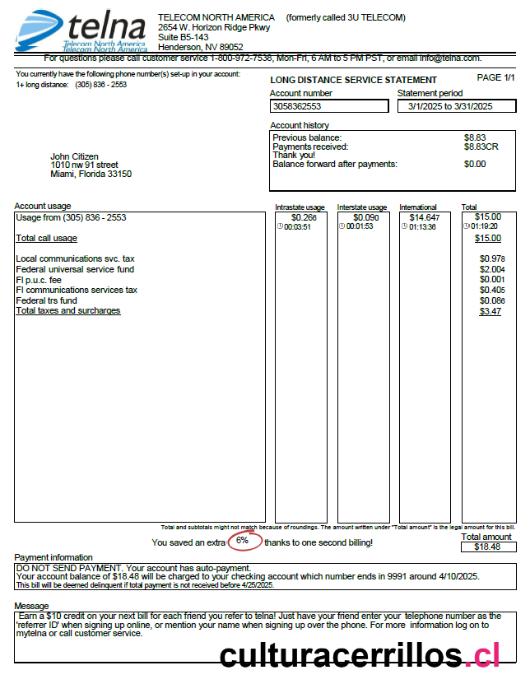 telna
Telecom North America
Telecom North America
TELECOM NORTH AMERICA (formerly called 3U TELECOM)
2654 W. Horizon Ridge Pkwy
Suite B5-143
Henderson, NV 89052
For questions please call customer service 1-800-972-7538, Mon-Fri, 6 AM to 5 PM PST, or email info@telna.com.
You currently have the following phone number(s) set-up in your account:
1+ long distance: (305) 836 - 2553
LONG DISTANCE SERVICE STATEMENT PAGE 1/1
Account number Statement period
3058362553 3/1/2025 to 3/31/2025
Account history
Previous balance: $8.83
Payments received: $8.83CR
Thank you!
Balance forward after payments: $0.00
John Citizen
1010 nw 91 street
Miami, Florida 33150
Account usage Intrastate usage Interstate usage International Total
Usage from (305) 836 - 2553 $0.268 $0.090 $14.647 $15.00
00:03:51 00:01:53 01:13:36 01:19:20
Total call usage $15.00
Local communications svc. tax $0.978
Federal universal service fund $2.004
Fl p.u.c. fee $0.001
Fl communications services tax $0.405
Federal trs fund $0.086
Total taxes and surcharges $3.47
Total and subtotals might not match because of roundings. The amount written under "Total amount" is the legal amount for this bill.
You saved an extra 6% thanks to one second billing!
Total amount
$18.48
Payment information
DO NOT SEND PAYMENT. Your account has auto-payment.
Your account balance of $18.48 will be charged to your checking account which number ends in 9991 around 4/10/2025.
This bill will be deemed delinquent if total payment is not received before 4/25/2025.
Message
Earn a $10 credit on your next bill for each friend you refer to telna! Just have your friend enter your telephone number as the
'referrer ID' when signing up online, or mention your name when signing up over the phone. For more information log on to
mytelna or call customer service.
culturacerrillos.cl